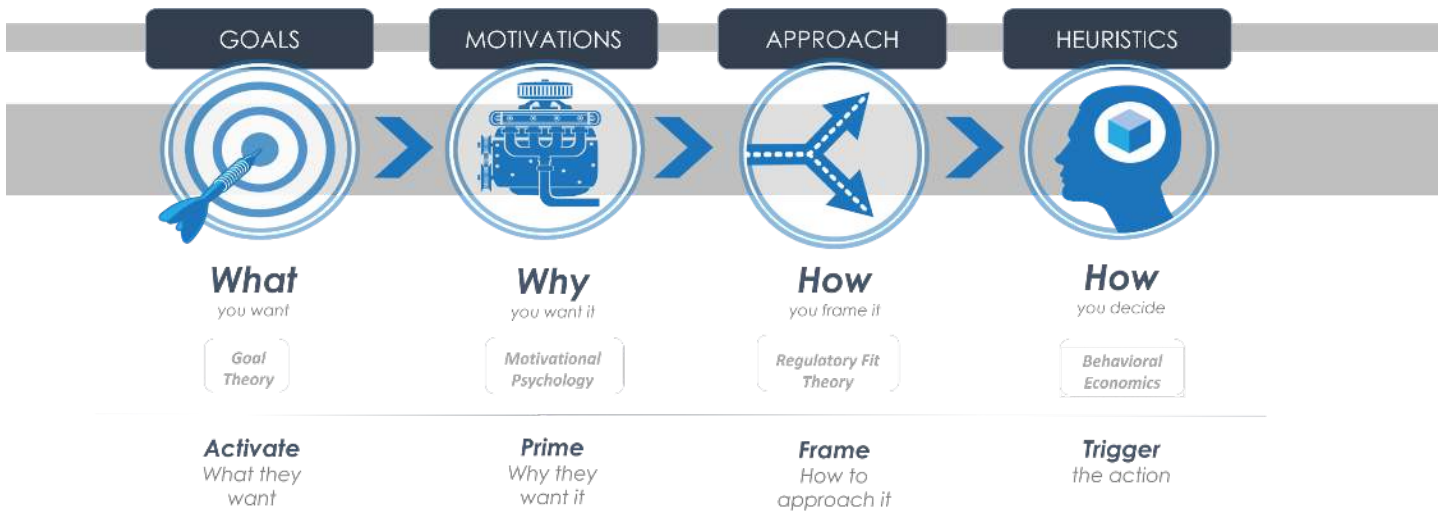 GOALS
MOTIVATIONS
APPROACH
HEURISTICS
What
you want
Why
you want it
How
you frame it
How
you decide
Goal
Theory
Motivational
Psychology
Regulatory Fit
Theory
Behavioral
Economics
Activate
What they
want
Prime
Why they
want it
Frame
How to
approach it
Trigger
the action